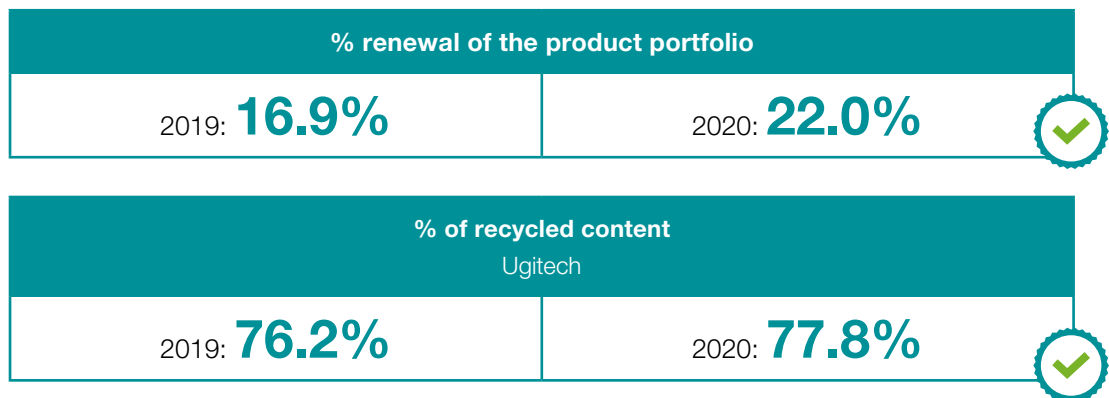 % renewal of the product portfolio
2019: 16.9%
2020: 22.0%
% of recycled content
Ugitech
2019: 76.2%
2020: 77.8%